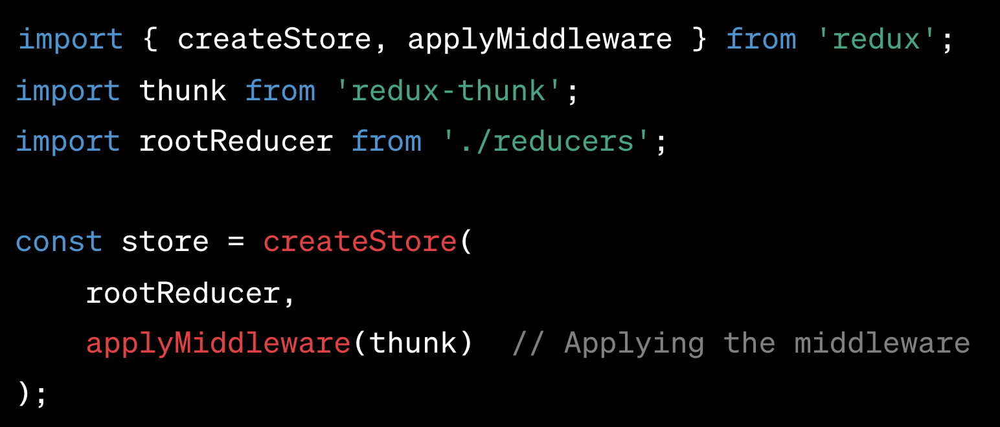 import { createStore, applyMiddleware } from 'redux';
import thunk from 'redux-thunk';
import rootReducer from './reducers';
const store = createStore(
    rootReducer,
    applyMiddleware(thunk)  // Applying the middleware
);